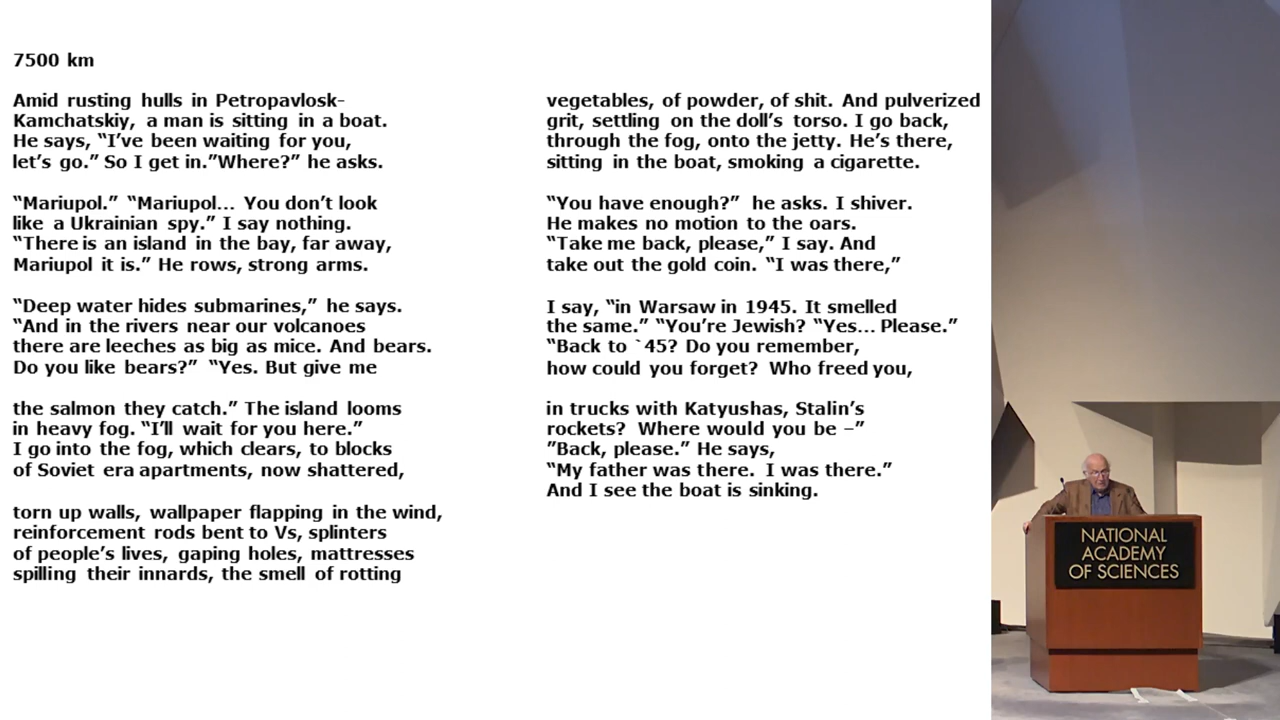 7500 km
Amid rusting hulls in Petropavlosk-
Kamchatskiy, a man is sitting in a boat.
He says, “I’ve been waiting for you,
let’s go.” So I get in.”Where?” he asks.
“Mariupol.” “Mariupol... You don’t look
like a Ukrainian spy.” I say nothing.
“There is an island in the bay, far away,
Mariupol it is.” He rows, strong arms.
“Deep water hides submarines,” he says.
“And in the rivers near our volcanoes
there are leeches as big as mice. And bears.
Do you like bears?” “Yes. But give me
the salmon they catch.” The island looms
in heavy fog. “I’ll wait for you here.”
I go into the fog, which clears, to blocks
of Soviet era apartments, now shattered,
torn up walls, wallpaper flapping in the wind,
reinforcement rods bent to Vs, splinters
of people’s lives, gaping holes, mattresses
spilling their innards, the smell of rotting
vegetables, of powder, of shit. And pulverized
grit, settling on the doll’s torso. I go back,
through the fog, onto the jetty. He’s there,
sitting in the boat, smoking a cigarette.
“You have enough?” he asks. I shiver.
He makes no motion to the oars.
“Take me back, please,” I say. And
take out the gold coin. “I was there,”
I say, “in Warsaw in 1945. It smelled
the same.” “You’re Jewish? “Yes... Please.”
“Back to `45? Do you remember,
how could you forget? Who freed you,
in trucks with Katyushas, Stalin’s
rockets? Where would you be –”
”Back, please.” He says,
“My father was there. I was there.”
And I see the boat is sinking.
NATIONAL
ACADEMY
OF SCIENCES